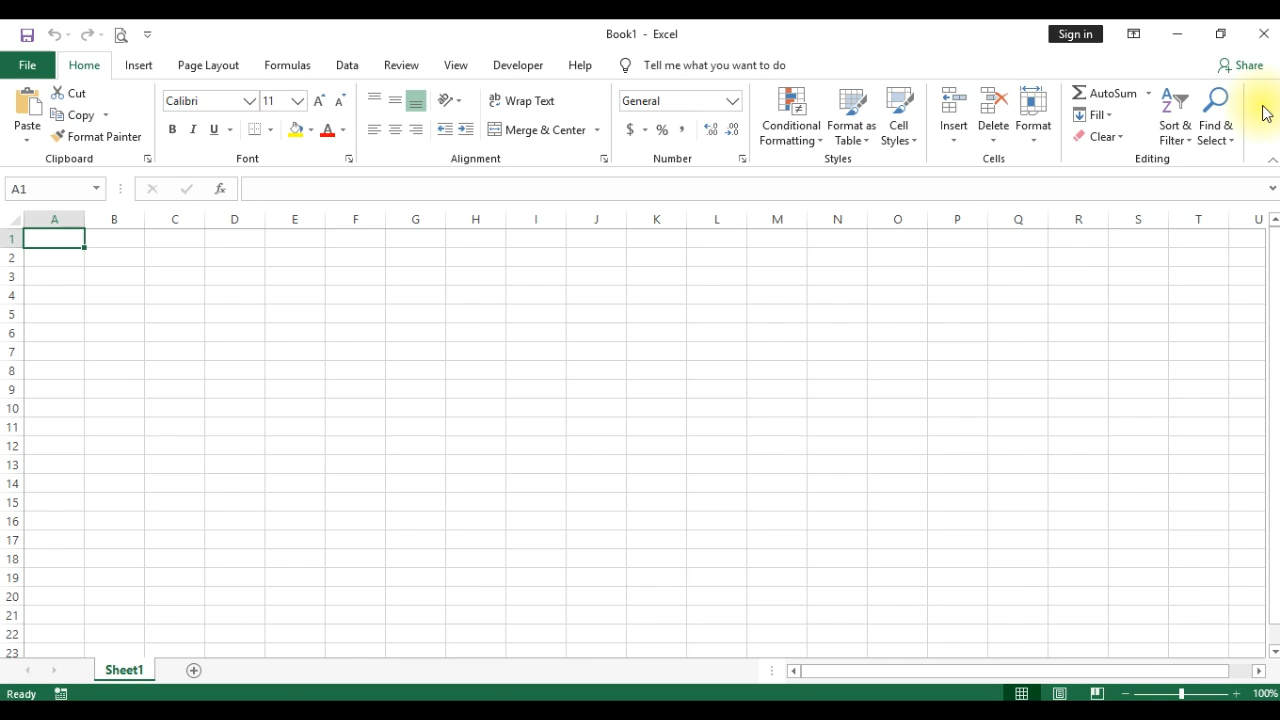 Book1 - Excel
Sign in
File Home Insert Page Layout Formulas Data Review View Developer Help Tell me what you want to do Share
Cut
Calibri 11 Wrap Text General AutoSum
Copy Fill
Paste Format Painter B I U Merge & Center $ % , Conditional Formatting Format as Table Cell Styles Insert Delete Format Clear Sort & Filter Find & Select
Clipboard Font Alignment Number Styles Cells Editing
A1 fx
A B C D E F G H I J K L M N O P Q R S T U
1
2
3
4
5
6
7
8
9
10
11
12
13
14
15
16
17
18
19
20
21
22
23
Sheet1
Ready 100%